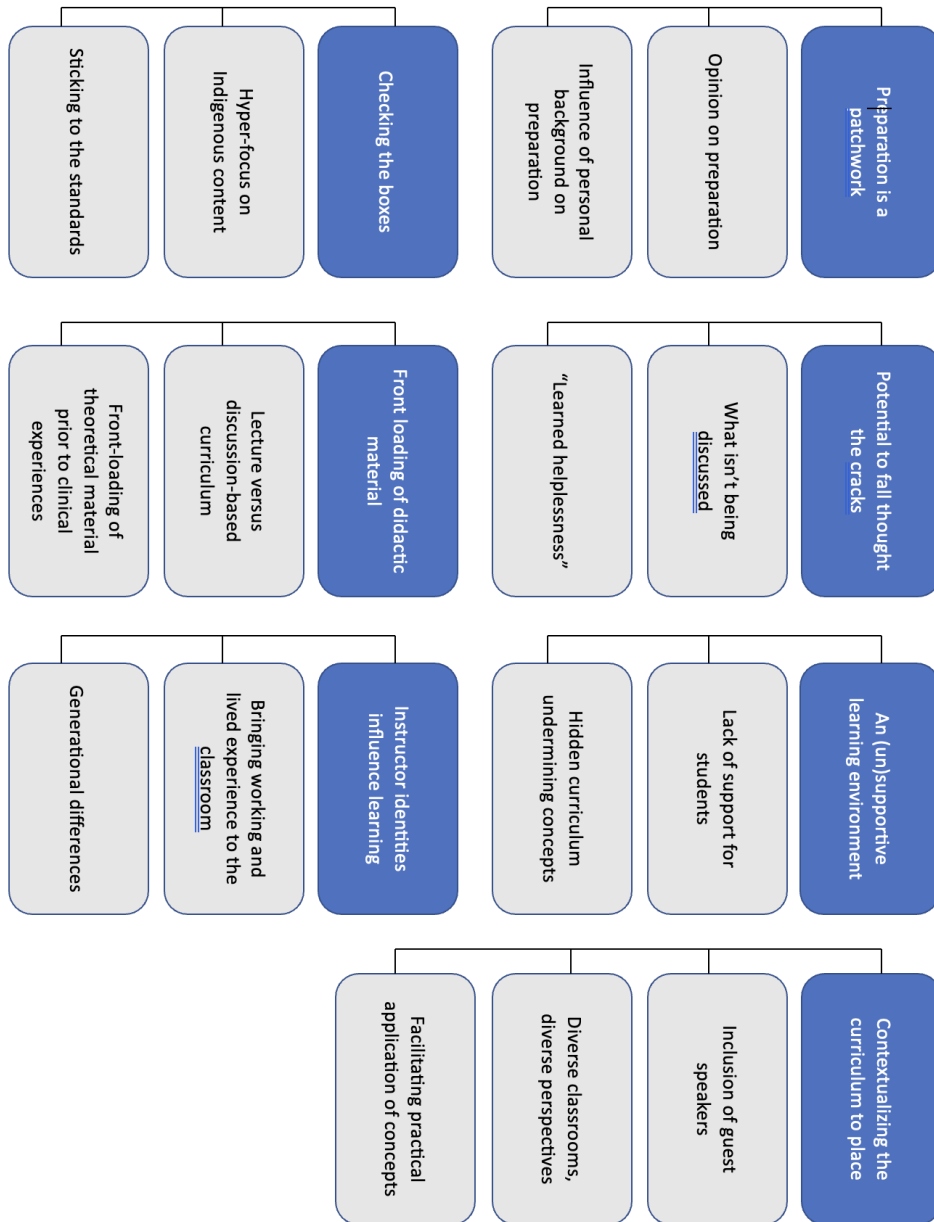 Preparation is a
patchwork
Opinion on preparation
Influence of personal
background on
preparation
Potential to fall thought
the cracks
What isn't being
discussed
“Learned helplessness”
An (un)supportive
learning environment
Lack of support for
students
Hidden curriculum
undermining concepts
Contextualizing the
curriculum to place
Inclusion of guest
speakers
Diverse classrooms,
diverse perspectives
Facilitating practical
application of concepts
Checking the boxes
Hyper-focus on
Indigenous content
Sticking to the standards
Front loading of didactic
material
Lecture versus
discussion-based
curriculum
Front-loading of
theoretical material
prior to clinical
experiences
Instructor identities
influence learning
Bringing working and
lived experience to the
classroom
Generational differences